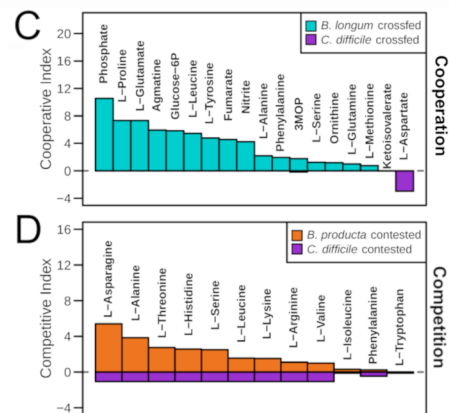 C
B. longum crossfed
C. difficile crossfed
Cooperative Index
20
16
12
8
4
0
−4
Phosphate
L−Proline
L−Glutamate
Agmatine
Glucose−6P
L−Leucine
L−Tyrosine
Fumarate
Nitrite
L−Alanine
Phenylalanine
3MOP
L−Serine
Ornithine
L−Glutamine
L−Methionine
Ketoisovalerate
L−Aspartate
Cooperation
D
B. producta contested
C. difficile contested
Competitive Index
16
12
8
4
0
−4
L−Asparagine
L−Alanine
L−Threonine
L−Histidine
L−Serine
L−Leucine
L−Lysine
L−Arginine
L−Valine
L−Isoleucine
Phenylalanine
L−Tryptophan
Competition